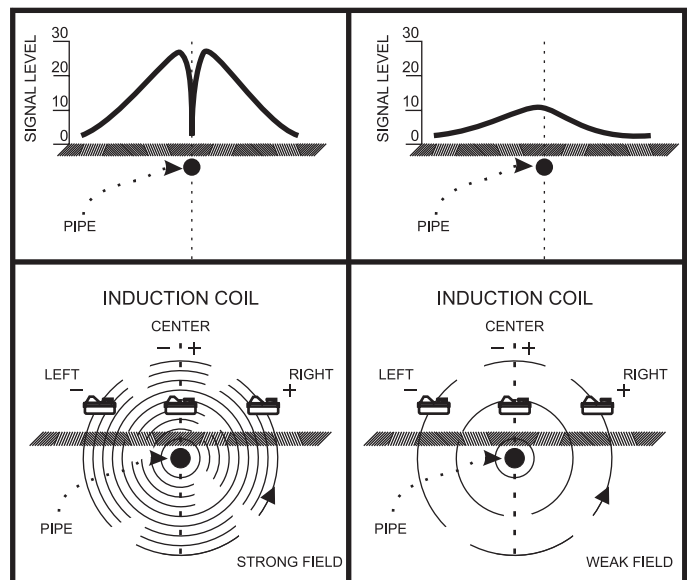 30
20
10
0
SIGNAL LEVEL
PIPE
30
20
10
0
SIGNAL LEVEL
PIPE
INDUCTION COIL
CENTER
− +
LEFT
−
RIGHT
+
PIPE
STRONG FIELD
INDUCTION COIL
CENTER
− +
LEFT
−
RIGHT
+
PIPE
WEAK FIELD